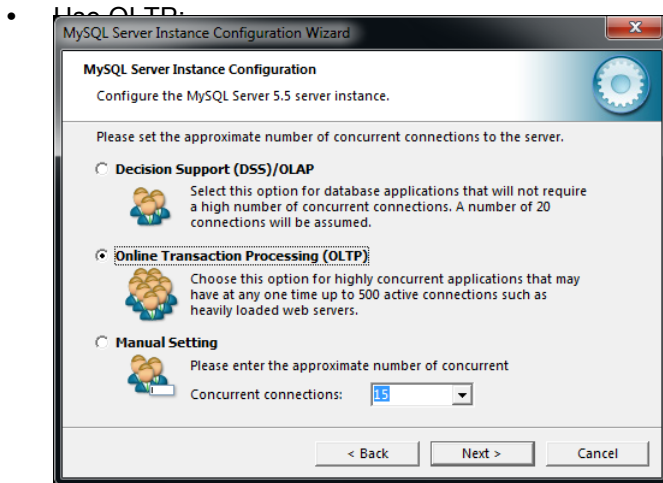 • Use OLTP:
MySQL Server Instance Configuration Wizard
MySQL Server Instance Configuration
Configure the MySQL Server 5.5 server instance.
Please set the approximate number of concurrent connections to the server.
Decision Support (DSS)/OLAP
Select this option for database applications that will not require
a high number of concurrent connections. A number of 20
connections will be assumed.
Online Transaction Processing (OLTP)
Choose this option for highly concurrent applications that may
have at any one time up to 500 active connections such as
heavily loaded web servers.
Manual Setting
Please enter the approximate number of concurrent
Concurrent connections: 15
< Back Next > Cancel